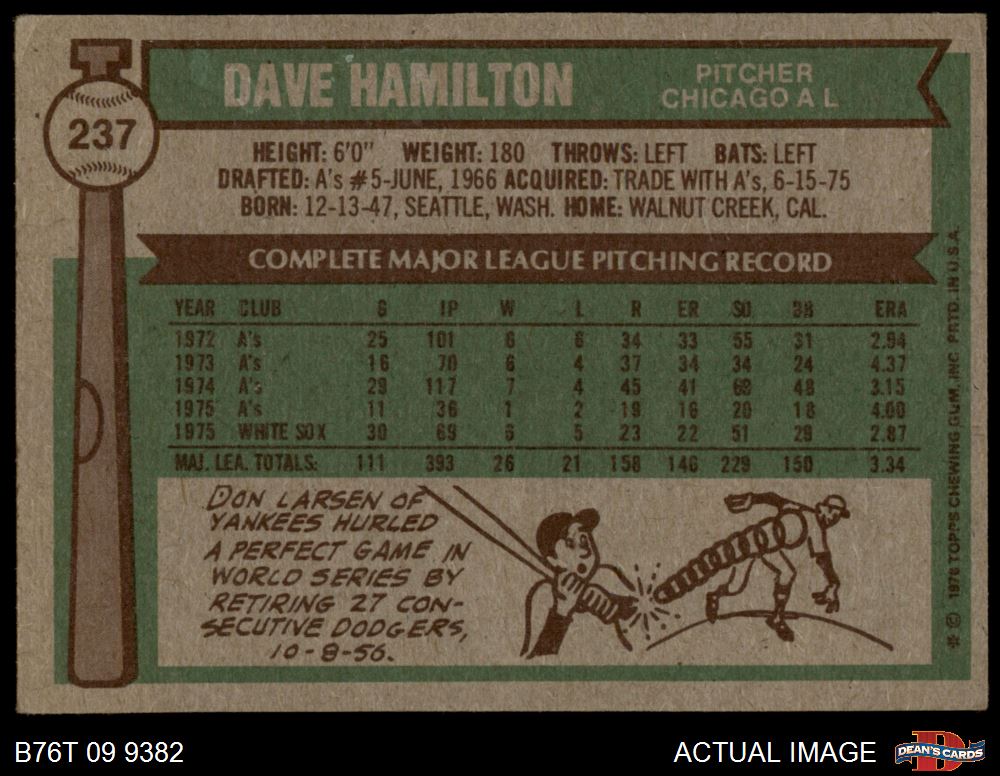 237
DAVE HAMILTON
PITCHER
CHICAGO A L
HEIGHT: 6'0" WEIGHT: 180 THROWS: LEFT BATS: LEFT
DRAFTED: A's #5-JUNE, 1966 ACQUIRED: TRADE WITH A's, 6-15-75
BORN: 12-13-47, SEATTLE, WASH. HOME: WALNUT CREEK, CAL.
COMPLETE MAJOR LEAGUE PITCHING RECORD
YEAR CLUB G IP W L R ER SO BB ERA
1972 A's 25 101 6 6 34 33 55 31 2.94
1973 A's 16 70 6 4 37 34 34 24 4.37
1974 A's 29 117 7 4 45 41 69 48 3.15
1975 A's 11 36 1 2 19 16 20 18 4.00
1975 WHITE SOX 30 69 6 5 23 22 51 29 2.87
MAJ. LEA. TOTALS: 111 393 26 21 158 146 229 150 3.34
DON LARSEN OF
YANKEES HURLED
A PERFECT GAME IN
WORLD SERIES BY
RETIRING 27 CON-
SECUTIVE DODGERS,
10-8-56.
* © 1976 TOPPS CHEWING GUM, INC. PRTD. IN U.S.A.
B76T 09 9382
ACTUAL IMAGE
D
DEAN'S CARDS